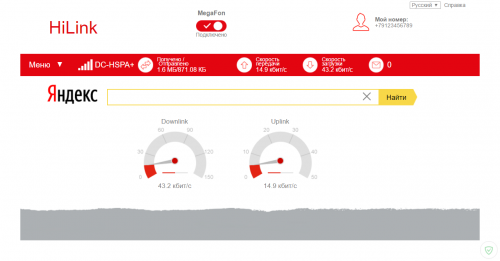 Русский Справка
MegaFon
HiLink
Подключено
Мой номер:
+79123456789
Меню
DC-HSPA+
Получено /
Отправлено
1.6 МБ/871.08 КБ
Скорость
передачи
14.9 кбит/с
Скорость
загрузки
43.2 кбит/с
0
Яндекс
Найти
Downlink
Uplink
0
30
60
90
120
150
0
10
20
30
40
50
43.2 кбит/с
14.9 кбит/с